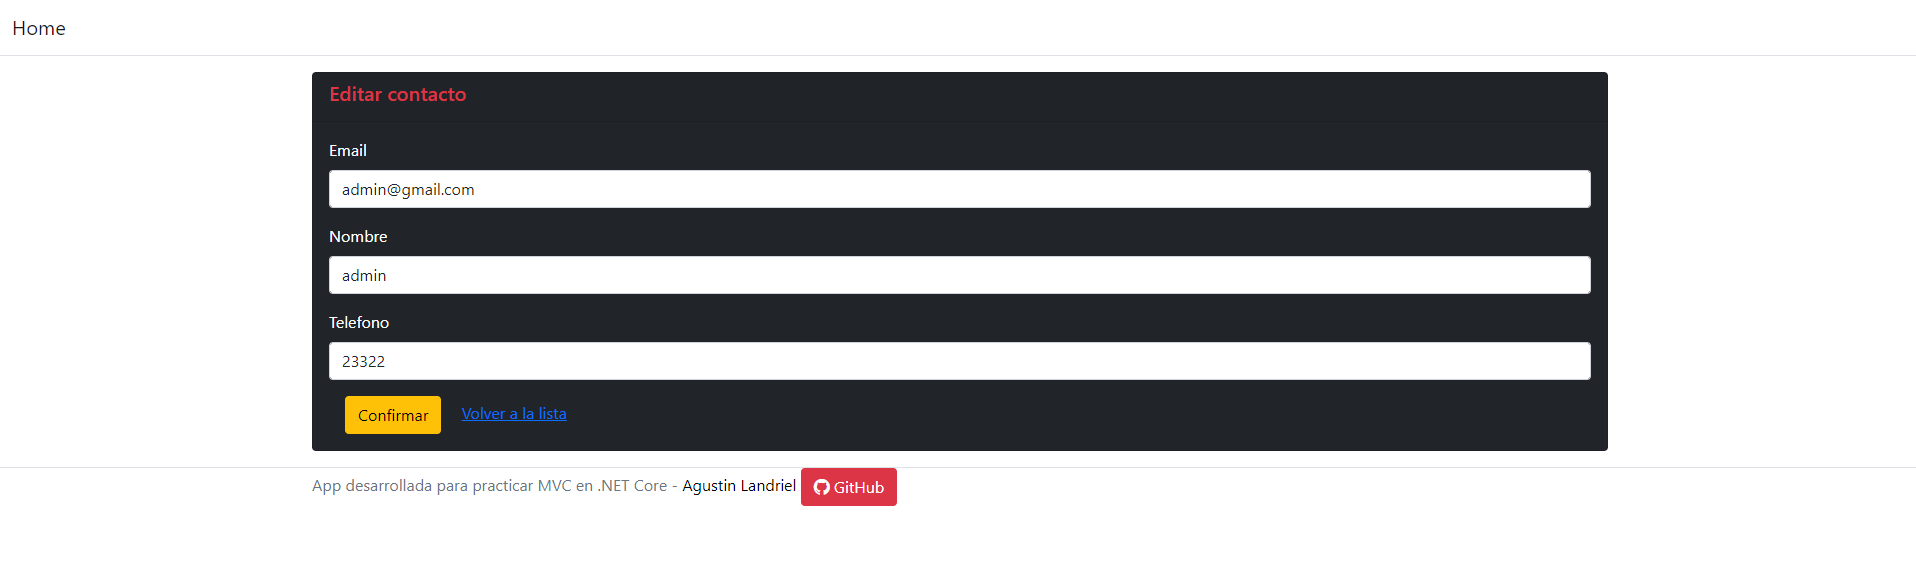 Home
Editar contacto
Email
admin@gmail.com
Nombre
admin
Telefono
23322
Confirmar Volver a la lista
App desarrollada para practicar MVC en .NET Core - Agustin Landriel GitHub